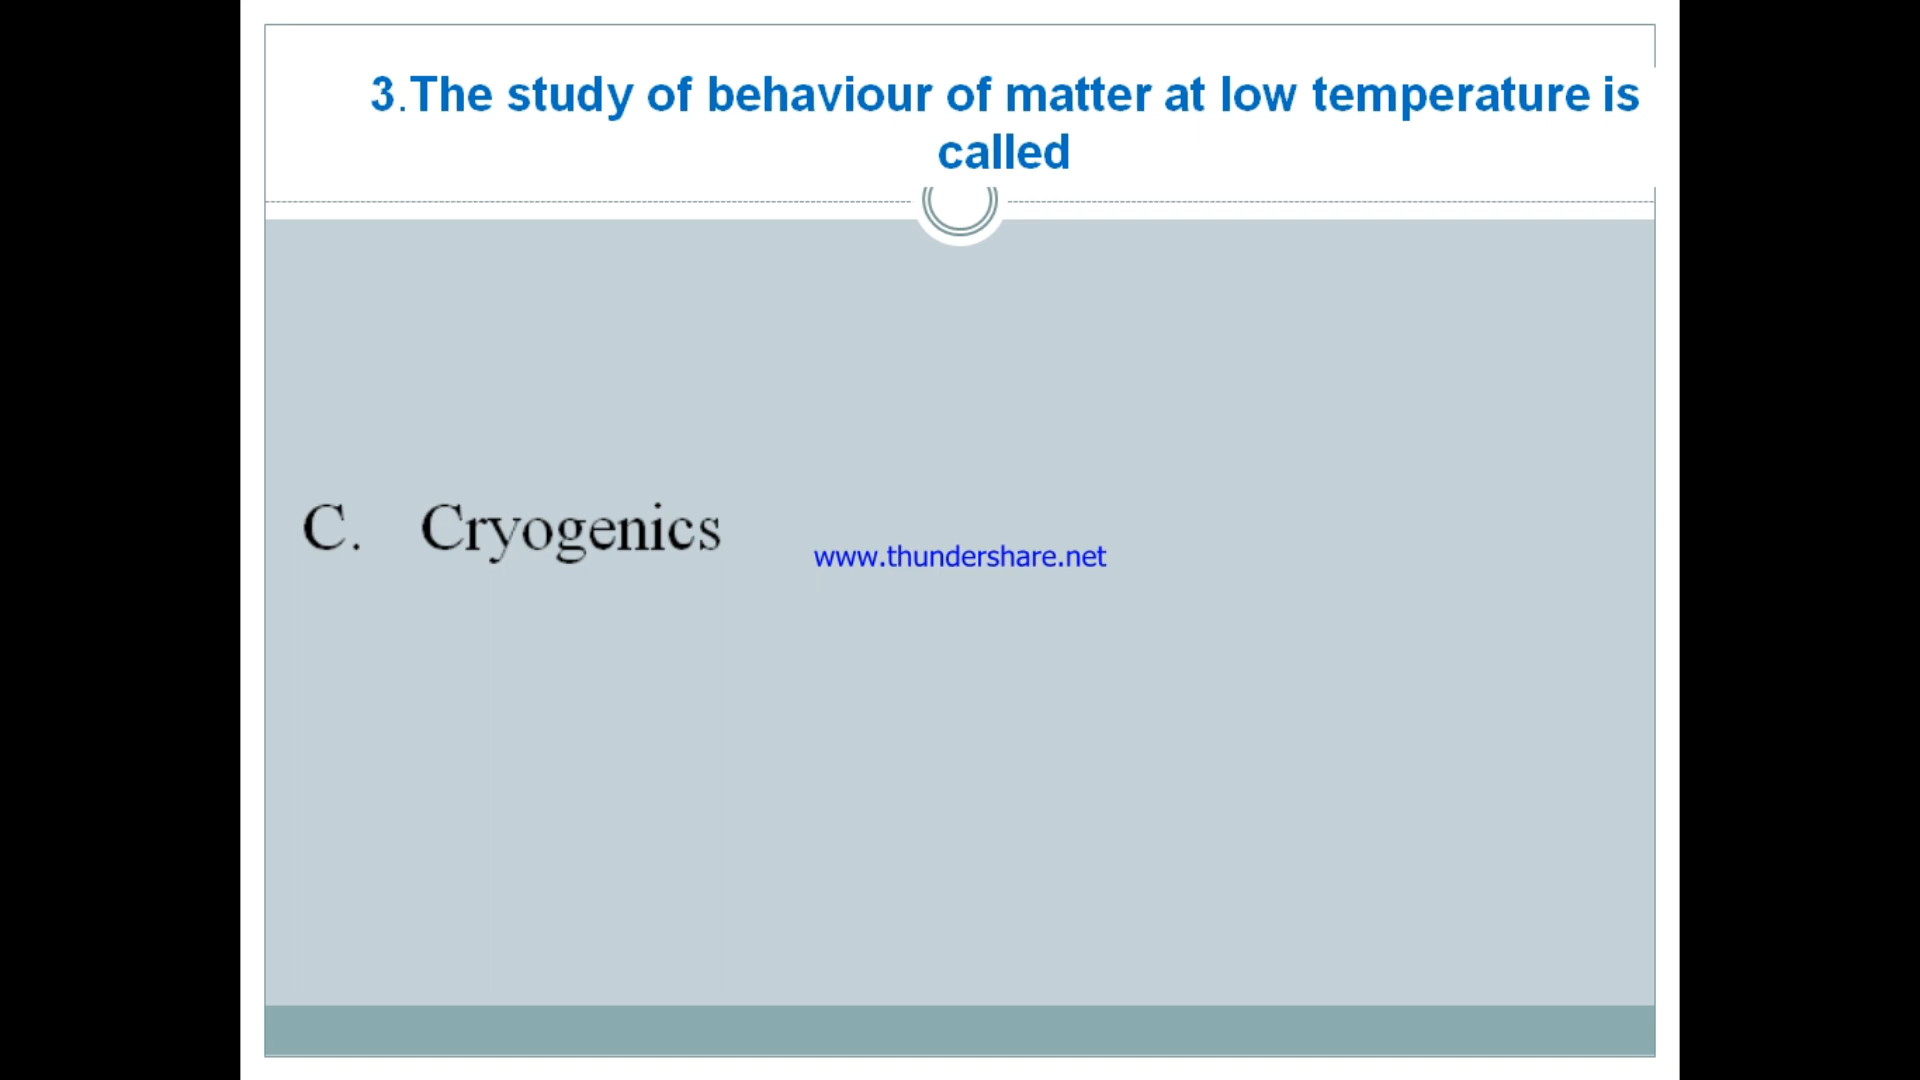 3.The study of behaviour of matter at low temperature is
called
C. Cryogenics
www.thundershare.net